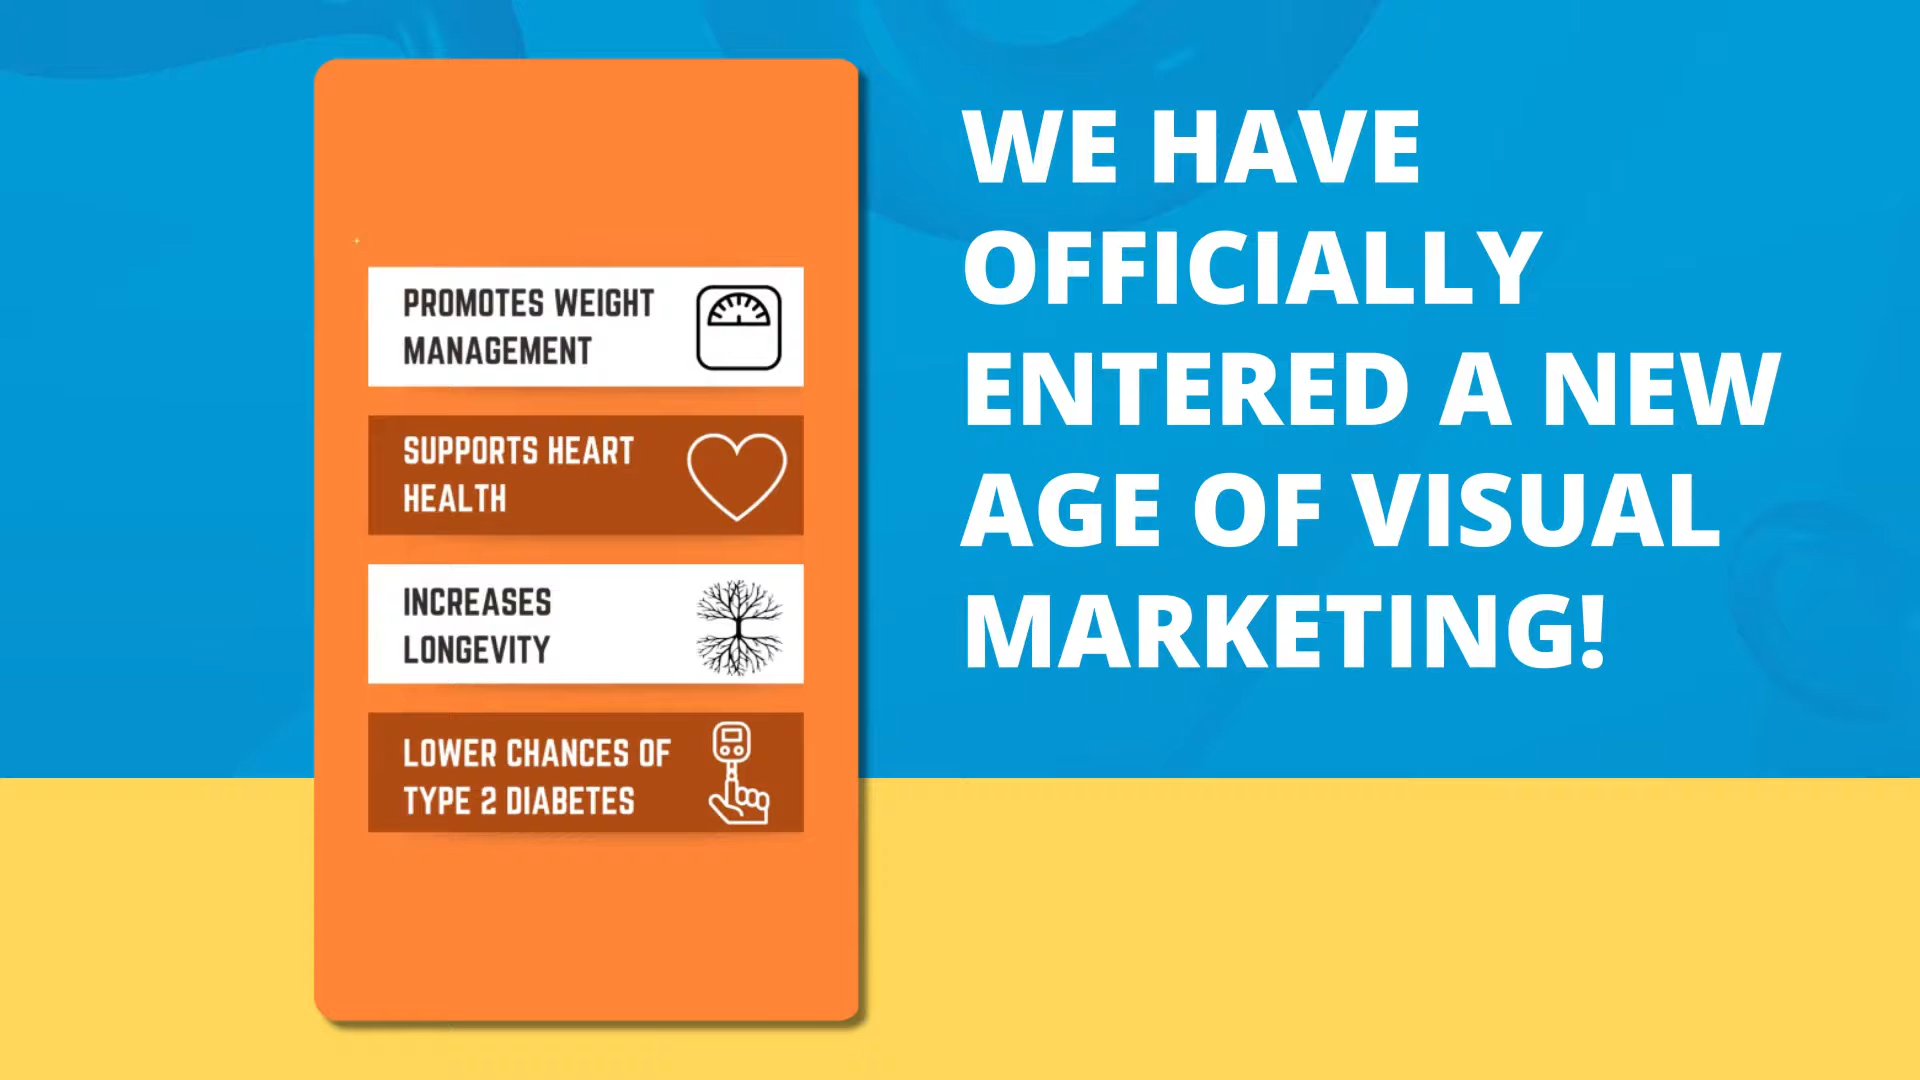 PROMOTES WEIGHT
MANAGEMENT
SUPPORTS HEART
HEALTH
INCREASES
LONGEVITY
LOWER CHANCES OF
TYPE 2 DIABETES
WE HAVE
OFFICIALLY
ENTERED A NEW
AGE OF VISUAL
MARKETING!